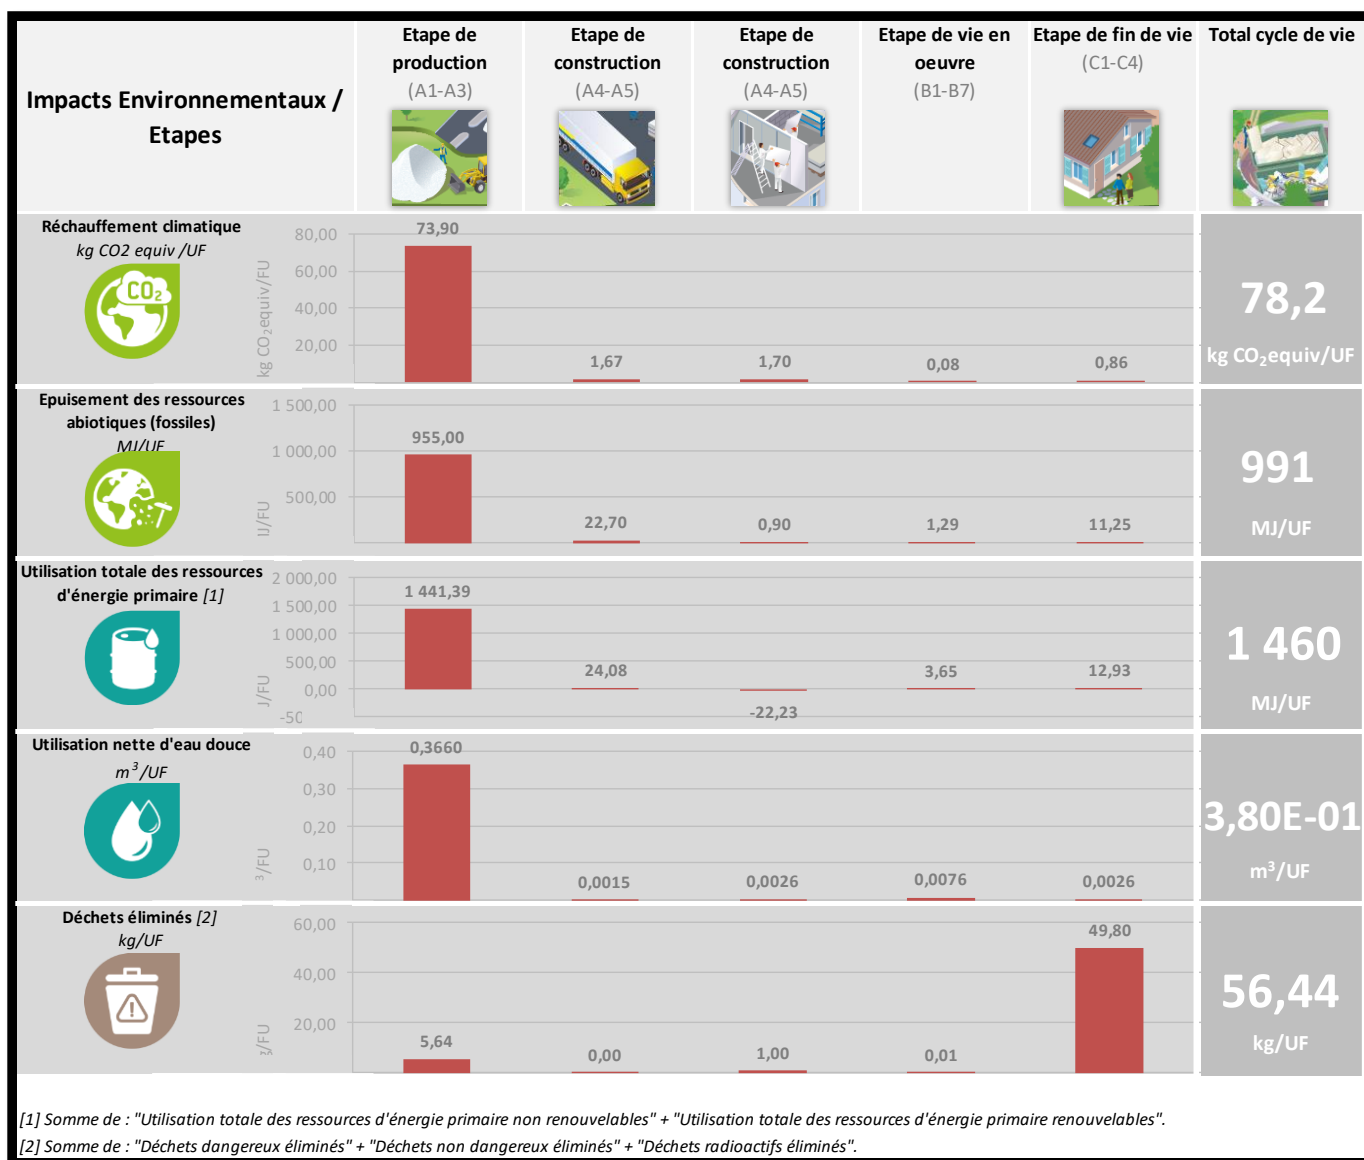 Impacts Environnementaux /
Etapes
Etape de
production
(A1-A3)
Etape de
construction
(A4-A5)
Etape de
construction
(A4-A5)
Etape de vie en
oeuvre
(B1-B7)
Etape de fin de vie
(C1-C4)
Total cycle de vie
Réchauffement climatique
kg CO2 equiv /UF
CO2
kg CO2equiv/FU
80,00
60,00
40,00
20,00
73,90
1,67
1,70
0,08
0,86
78,2
kg CO2equiv/UF
Epuisement des ressources
abiotiques (fossiles)
MJ/UF
/FU
1 500,00
1 000,00
500,00
955,00
22,70
0,90
1,29
11,25
991
MJ/UF
Utilisation totale des ressources
d'énergie primaire [1]
/FU
2 000,00
1 500,00
1 000,00
500,00
0,00
-50
1 441,39
24,08
-22,23
3,65
12,93
1 460
MJ/UF
Utilisation nette d'eau douce
m³/UF
³/FU
0,40
0,30
0,20
0,10
0,3660
0,0015
0,0026
0,0076
0,0026
3,80E-01
m³/UF
Déchets éliminés [2]
kg/UF
/FU
60,00
40,00
20,00
5,64
0,00
1,00
0,01
49,80
56,44
kg/UF
[1] Somme de : "Utilisation totale des ressources d'énergie primaire non renouvelables" + "Utilisation totale des ressources d'énergie primaire renouvelables".
[2] Somme de : "Déchets dangereux éliminés" + "Déchets non dangereux éliminés" + "Déchets radioactifs éliminés".